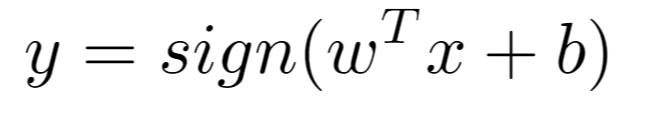 y = sign(w^T x + b)